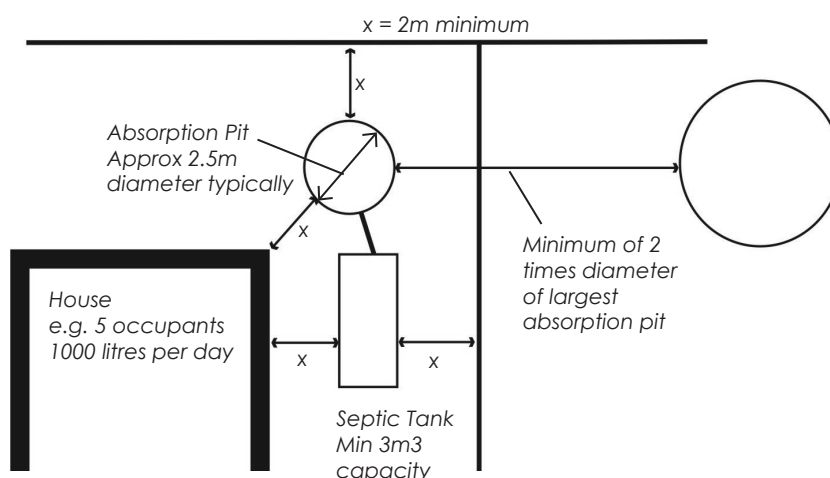 x = 2m minimum
x
Absorption Pit
Approx 2.5m
diameter typically
x
Minimum of 2
times diameter
of largest
absorption pit
House
e.g. 5 occupants
1000 litres per day
x
x
Septic Tank
Min 3m3
capacity